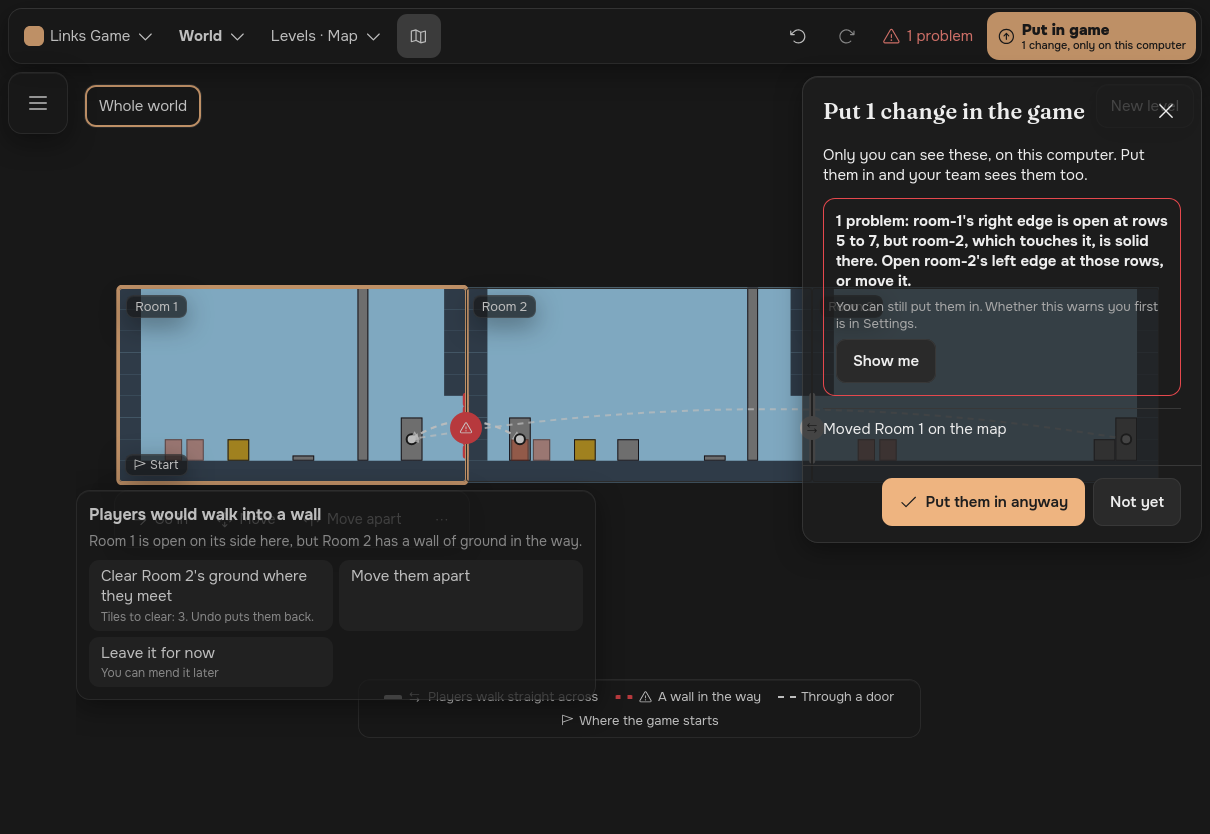 Links Game
World
Levels · Map
1 problem
Put in game
1 change, only on this computer
Whole world
New level
Put 1 change in the game
Only you can see these, on this computer. Put
them in and your team sees them too.
1 problem: room-1's right edge is open at rows
5 to 7, but room-2, which touches it, is solid
there. Open room-2's left edge at those rows,
or move it.
You can still put them in. Whether this warns you first
is in Settings.
Show me
Moved Room 1 on the map
Put them in anyway
Not yet
Room 1
Room 2
Start
Players would walk into a wall
Move apart
Room 1 is open on its side here, but Room 2 has a wall of ground in the way.
Clear Room 2's ground where
they meet
Tiles to clear: 3. Undo puts them back.
Move them apart
Leave it for now
You can mend it later
Players walk straight across
A wall in the way
Through a door
Where the game starts